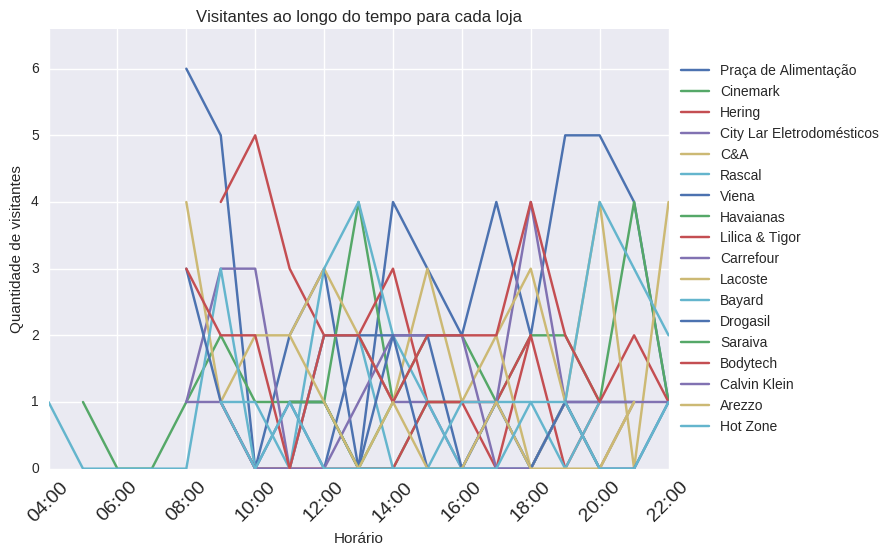 Visitantes ao longo do tempo para cada loja
6
5
4
3
2
1
0
Quantidade de visitantes
04:00
06:00
08:00
10:00
12:00
14:00
16:00
18:00
20:00
22:00
Horário
Praça de Alimentação
Cinemark
Hering
City Lar Eletrodomésticos
C&A
Rascal
Viena
Havaianas
Lilica & Tigor
Carrefour
Lacoste
Bayard
Drogasil
Saraiva
Bodytech
Calvin Klein
Arezzo
Hot Zone